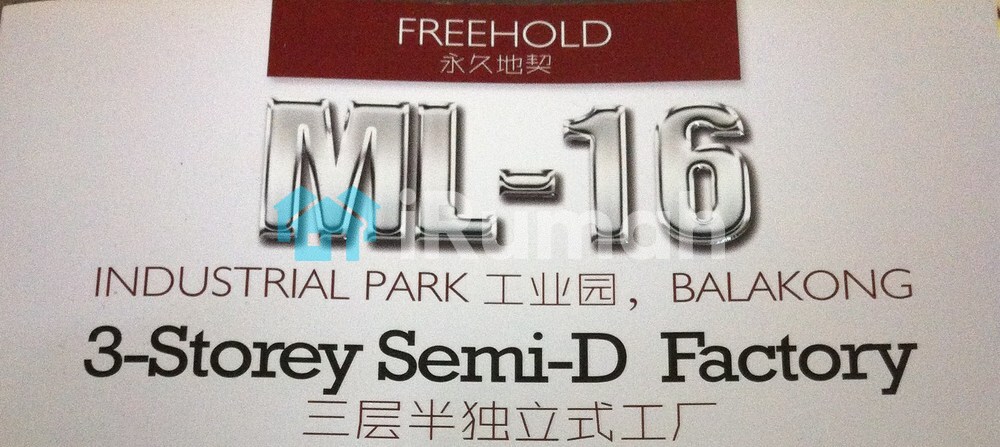 FREEHOLD
永久地契
ML-16
iRumah
INDUSTRIAL PARK 工业园，BALAKONG
3-Storey Semi-D Factory
三层半独立式工厂